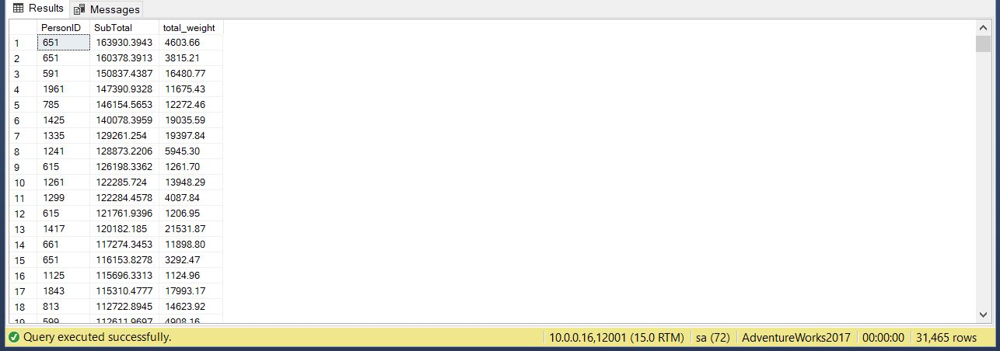 Results Messages
PersonID SubTotal total_weight
1 651 163930.3943 4603.66
2 651 160378.3913 3815.21
3 591 150837.4387 16480.77
4 1961 147390.9328 11675.43
5 785 146154.5653 12272.46
6 1425 140078.3959 19035.59
7 1335 129261.254 19397.84
8 1241 128873.2206 5945.30
9 615 126198.3362 1261.70
10 1261 122285.724 13948.29
11 1299 122284.4578 4087.84
12 615 121761.9396 1206.95
13 1417 120182.185 21531.87
14 661 117274.3453 11898.80
15 651 116153.8278 3292.47
16 1125 115696.3313 1124.96
17 1843 115310.4777 17993.17
18 813 112722.8945 14623.92
19 599 112611.9697 4908.16
Query executed successfully. 10.0.0.16,12001 (15.0 RTM) sa (72) AdventureWorks2017 00:00:00 31,465 rows